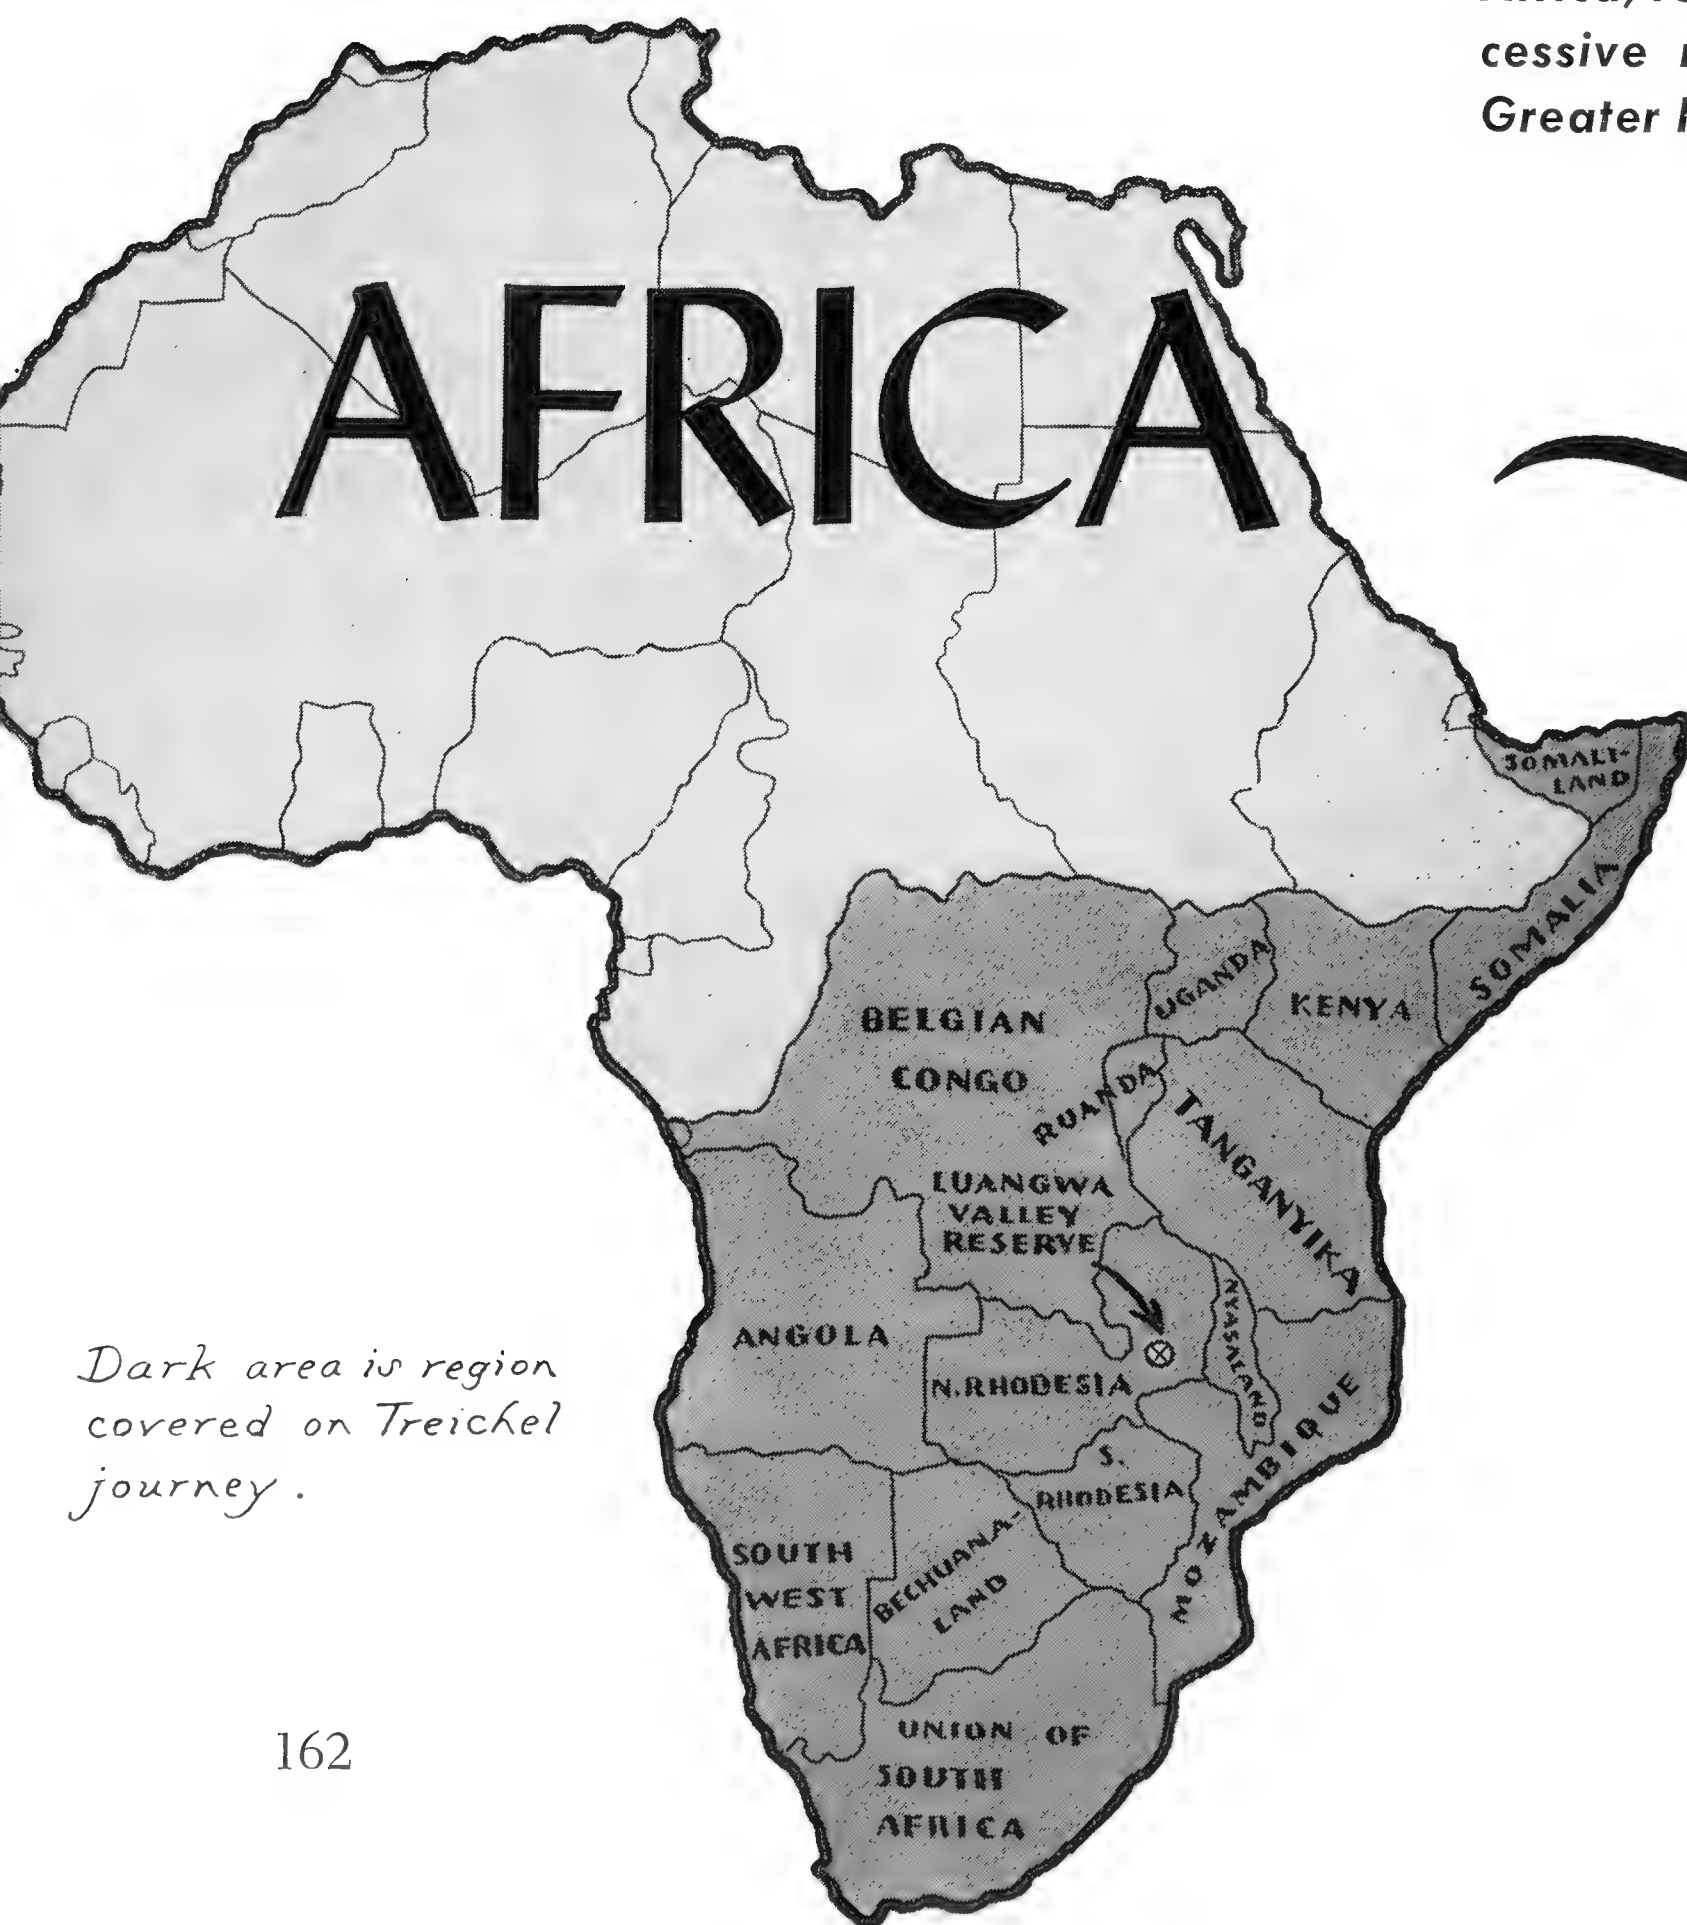 cessive
Greater
AFRICA
SOMALI-
LAND
SOMALIA
UGANDA
KENYA
BELGIAN
CONGO
RUANDA
TANGANYIKA
LUANGWA
VALLEY
RESERVE
NYASALAND
ANGOLA
N. RHODESIA
MOZAMBIQUE
S.
RHODESIA
BECHUANA-
LAND
SOUTH
WEST
AFRICA
UNION OF
SOUTH
AFRICA
Dark area is region
covered on Treichel
journey.
162